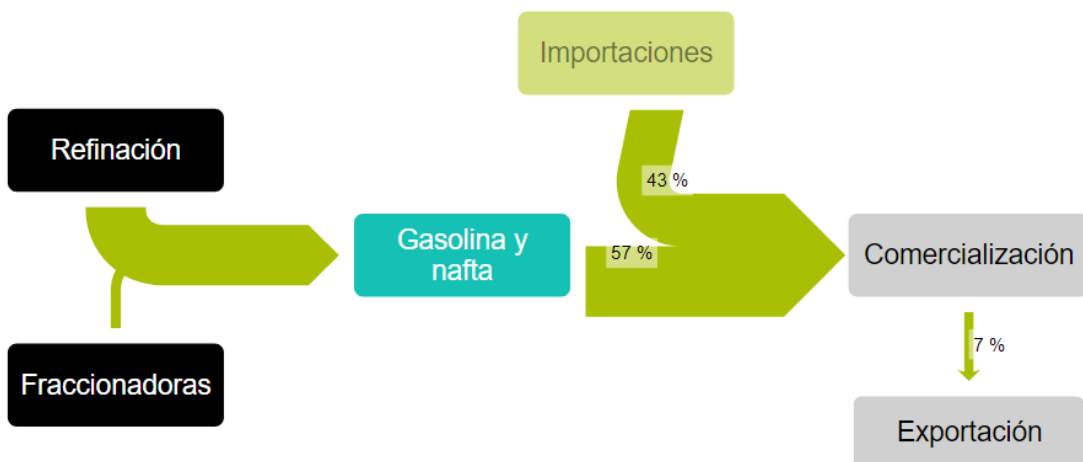 Importaciones
Refinación
43 %
Gasolina y
nafta
57 %
Comercialización
Fraccionadoras
7 %
Exportación